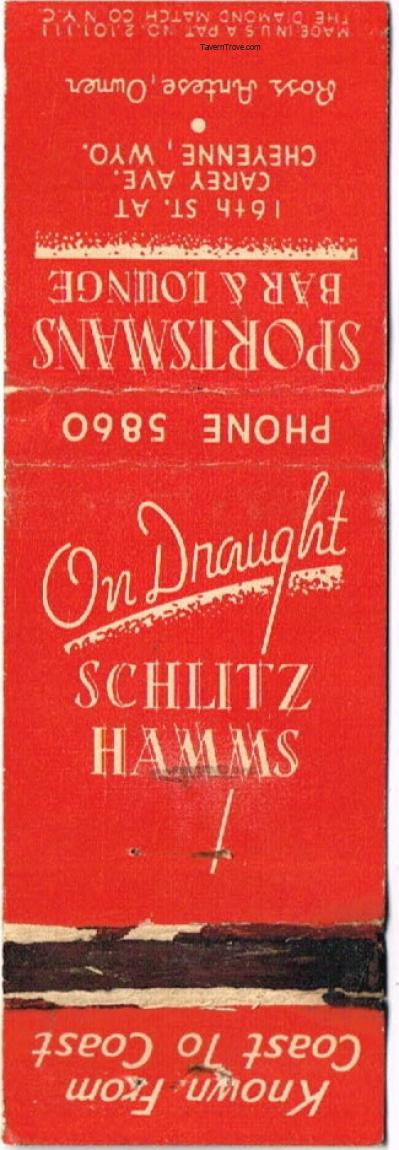 MADE IN U S A PAT. NO. 2,101,111
THE DIAMOND MATCH CO N.Y.C.
TavernTrove.com
Ross Antese, Owner
16th ST. AT
CAREY AVE.
CHEYENNE, WYO.
SPORTSMANS
BAR & LOUNGE
PHONE 5860
On Draught
SCHLITZ
HAMMS
Known From
Coast To Coast